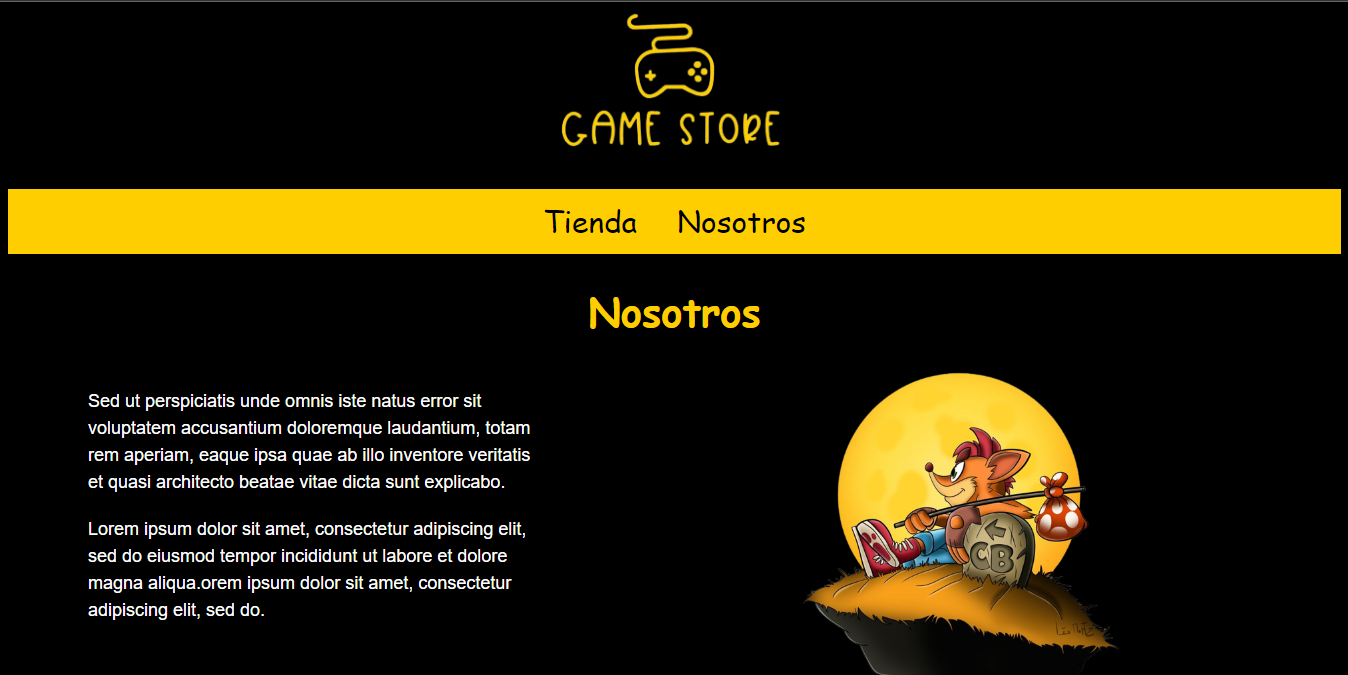 GAME STORE
Tienda Nosotros
Nosotros
Sed ut perspiciatis unde omnis iste natus error sit
voluptatem accusantium doloremque laudantium, totam
rem aperiam, eaque ipsa quae ab illo inventore veritatis
et quasi architecto beatae vitae dicta sunt explicabo.
Lorem ipsum dolor sit amet, consectetur adipiscing elit,
sed do eiusmod tempor incididunt ut labore et dolore
magna aliqua.orem ipsum dolor sit amet, consectetur
adipiscing elit, sed do.
CB